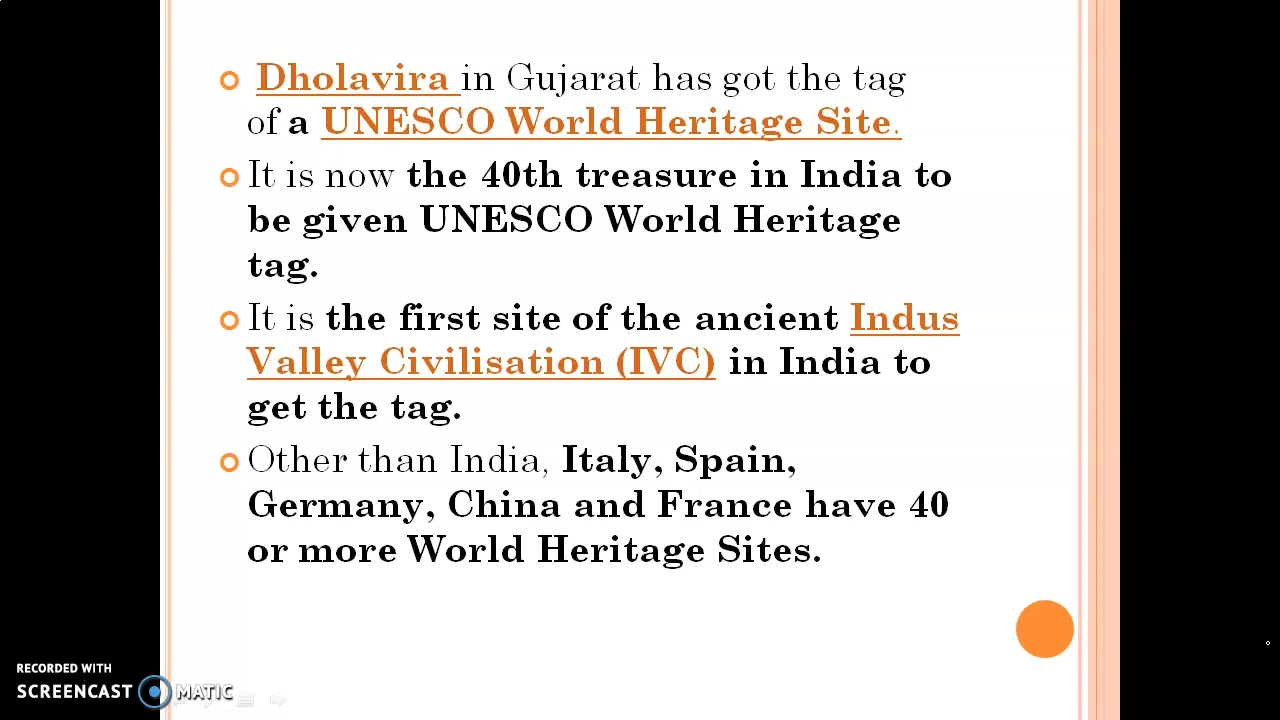 Dholavira in Gujarat has got the tag
of a UNESCO World Heritage Site.
It is now the 40th treasure in India to
be given UNESCO World Heritage
tag.
It is the first site of the ancient Indus
Valley Civilisation (IVC) in India to
get the tag.
Other than India, Italy, Spain,
Germany, China and France have 40
or more World Heritage Sites.
RECORDED WITH
SCREENCAST MATIC